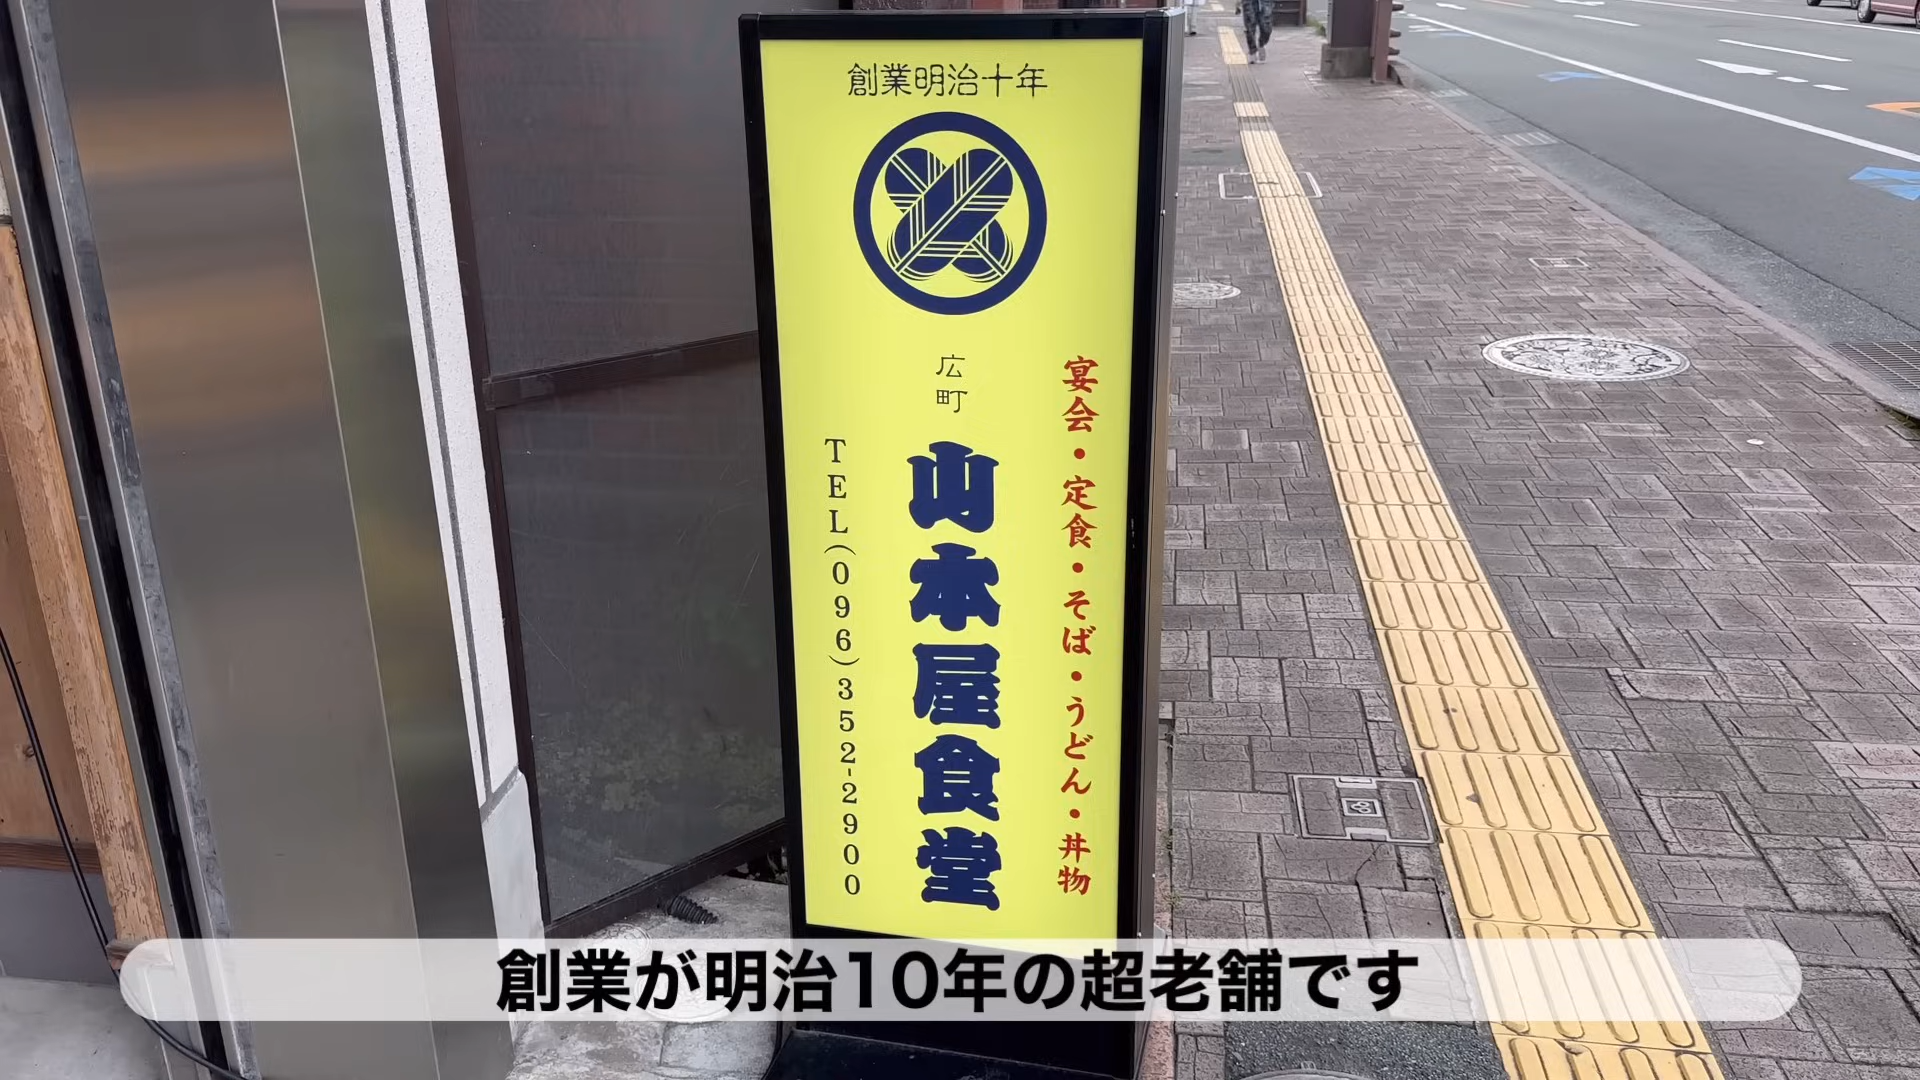 創業明治十年
宴会・定食・そば・うどん・丼物
広町
山本屋食堂
TEL(096)352-2900
創業が明治10年の超老舗です